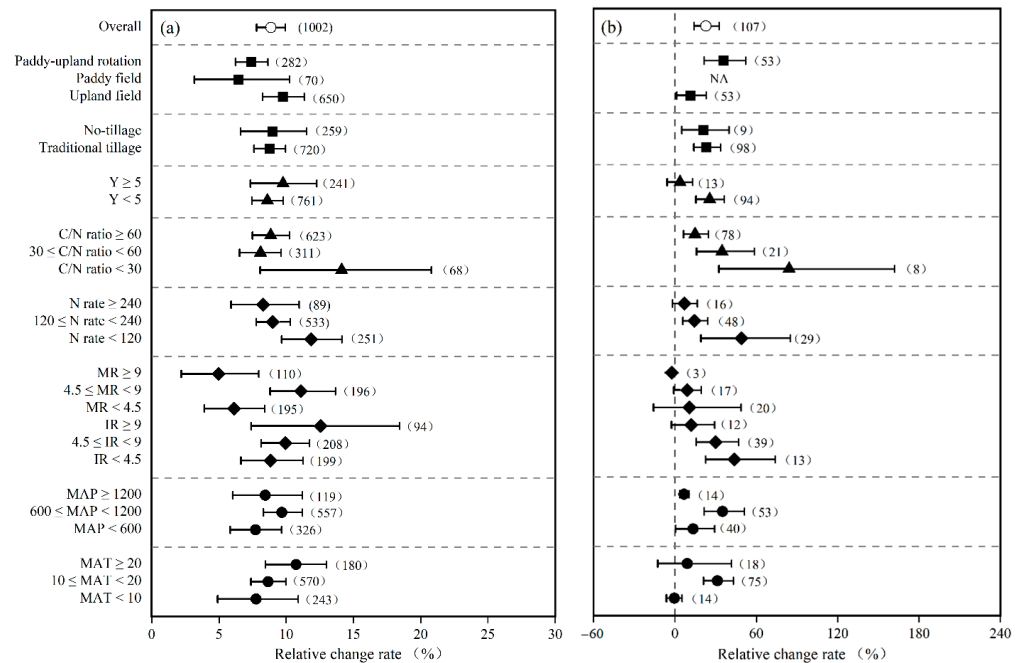 Overall (a) (1002) (b) (107)
Paddy-upland rotation (282) (53)
Paddy field (70) NA
Upland field (650) (53)
No-tillage (259) (9)
Traditional tillage (720) (98)
Y ≥ 5 (241) (13)
Y < 5 (761) (94)
C/N ratio ≥ 60 (623) (78)
30 ≤ C/N ratio < 60 (311) (21)
C/N ratio < 30 (68) (8)
N rate ≥ 240 (89) (16)
120 ≤ N rate < 240 (533) (48)
N rate < 120 (251) (29)
MR ≥ 9 (110) (3)
4.5 ≤ MR < 9 (196) (17)
MR < 4.5 (195) (20)
IR ≥ 9 (94) (12)
4.5 ≤ IR < 9 (208) (39)
IR < 4.5 (199) (13)
MAP ≥ 1200 (119) (14)
600 ≤ MAP < 1200 (557) (53)
MAP < 600 (326) (40)
MAT ≥ 20 (180) (18)
10 ≤ MAT < 20 (570) (75)
MAT < 10 (243) (14)
0 5 10 15 20 25 30 −60 0 60 120 180 240
Relative change rate (%) Relative change rate (%)